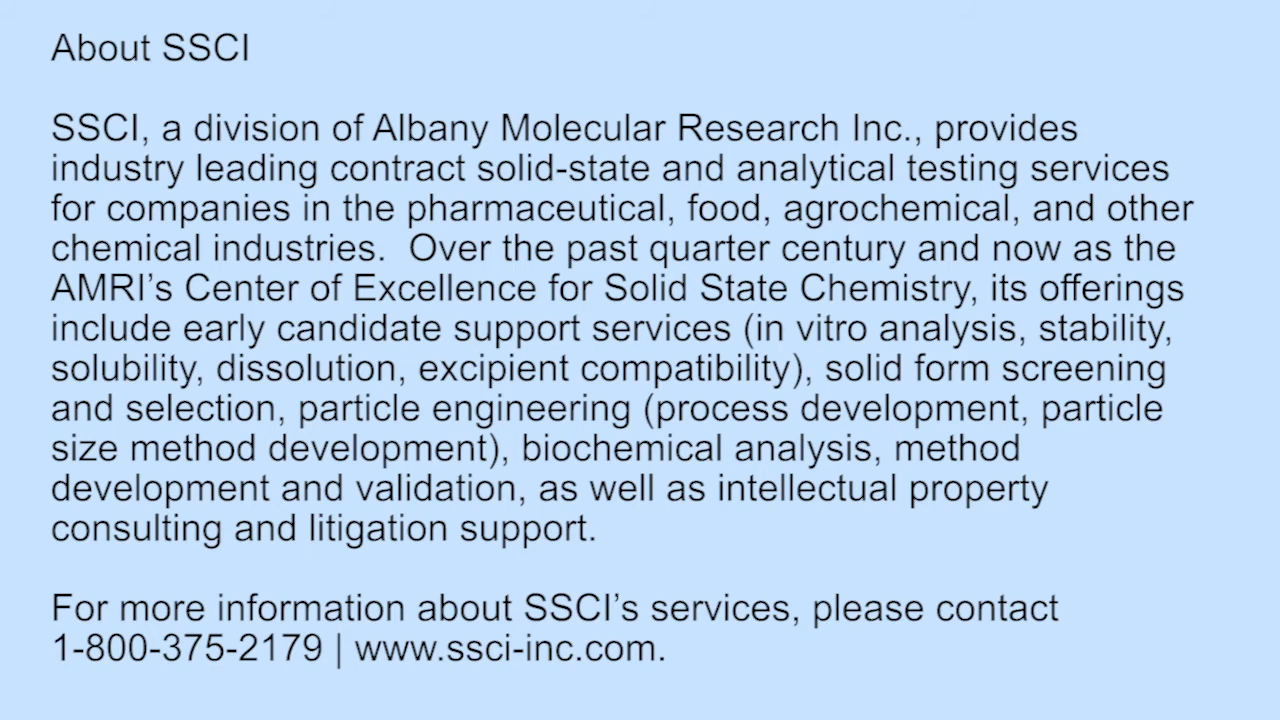 About SSCI
SSCI, a division of Albany Molecular Research Inc., provides
industry leading contract solid-state and analytical testing services
for companies in the pharmaceutical, food, agrochemical, and other
chemical industries.  Over the past quarter century and now as the
AMRI’s Center of Excellence for Solid State Chemistry, its offerings
include early candidate support services (in vitro analysis, stability,
solubility, dissolution, excipient compatibility), solid form screening
and selection, particle engineering (process development, particle
size method development), biochemical analysis, method
development and validation, as well as intellectual property
consulting and litigation support.
For more information about SSCI’s services, please contact
1-800-375-2179 | www.ssci-inc.com.